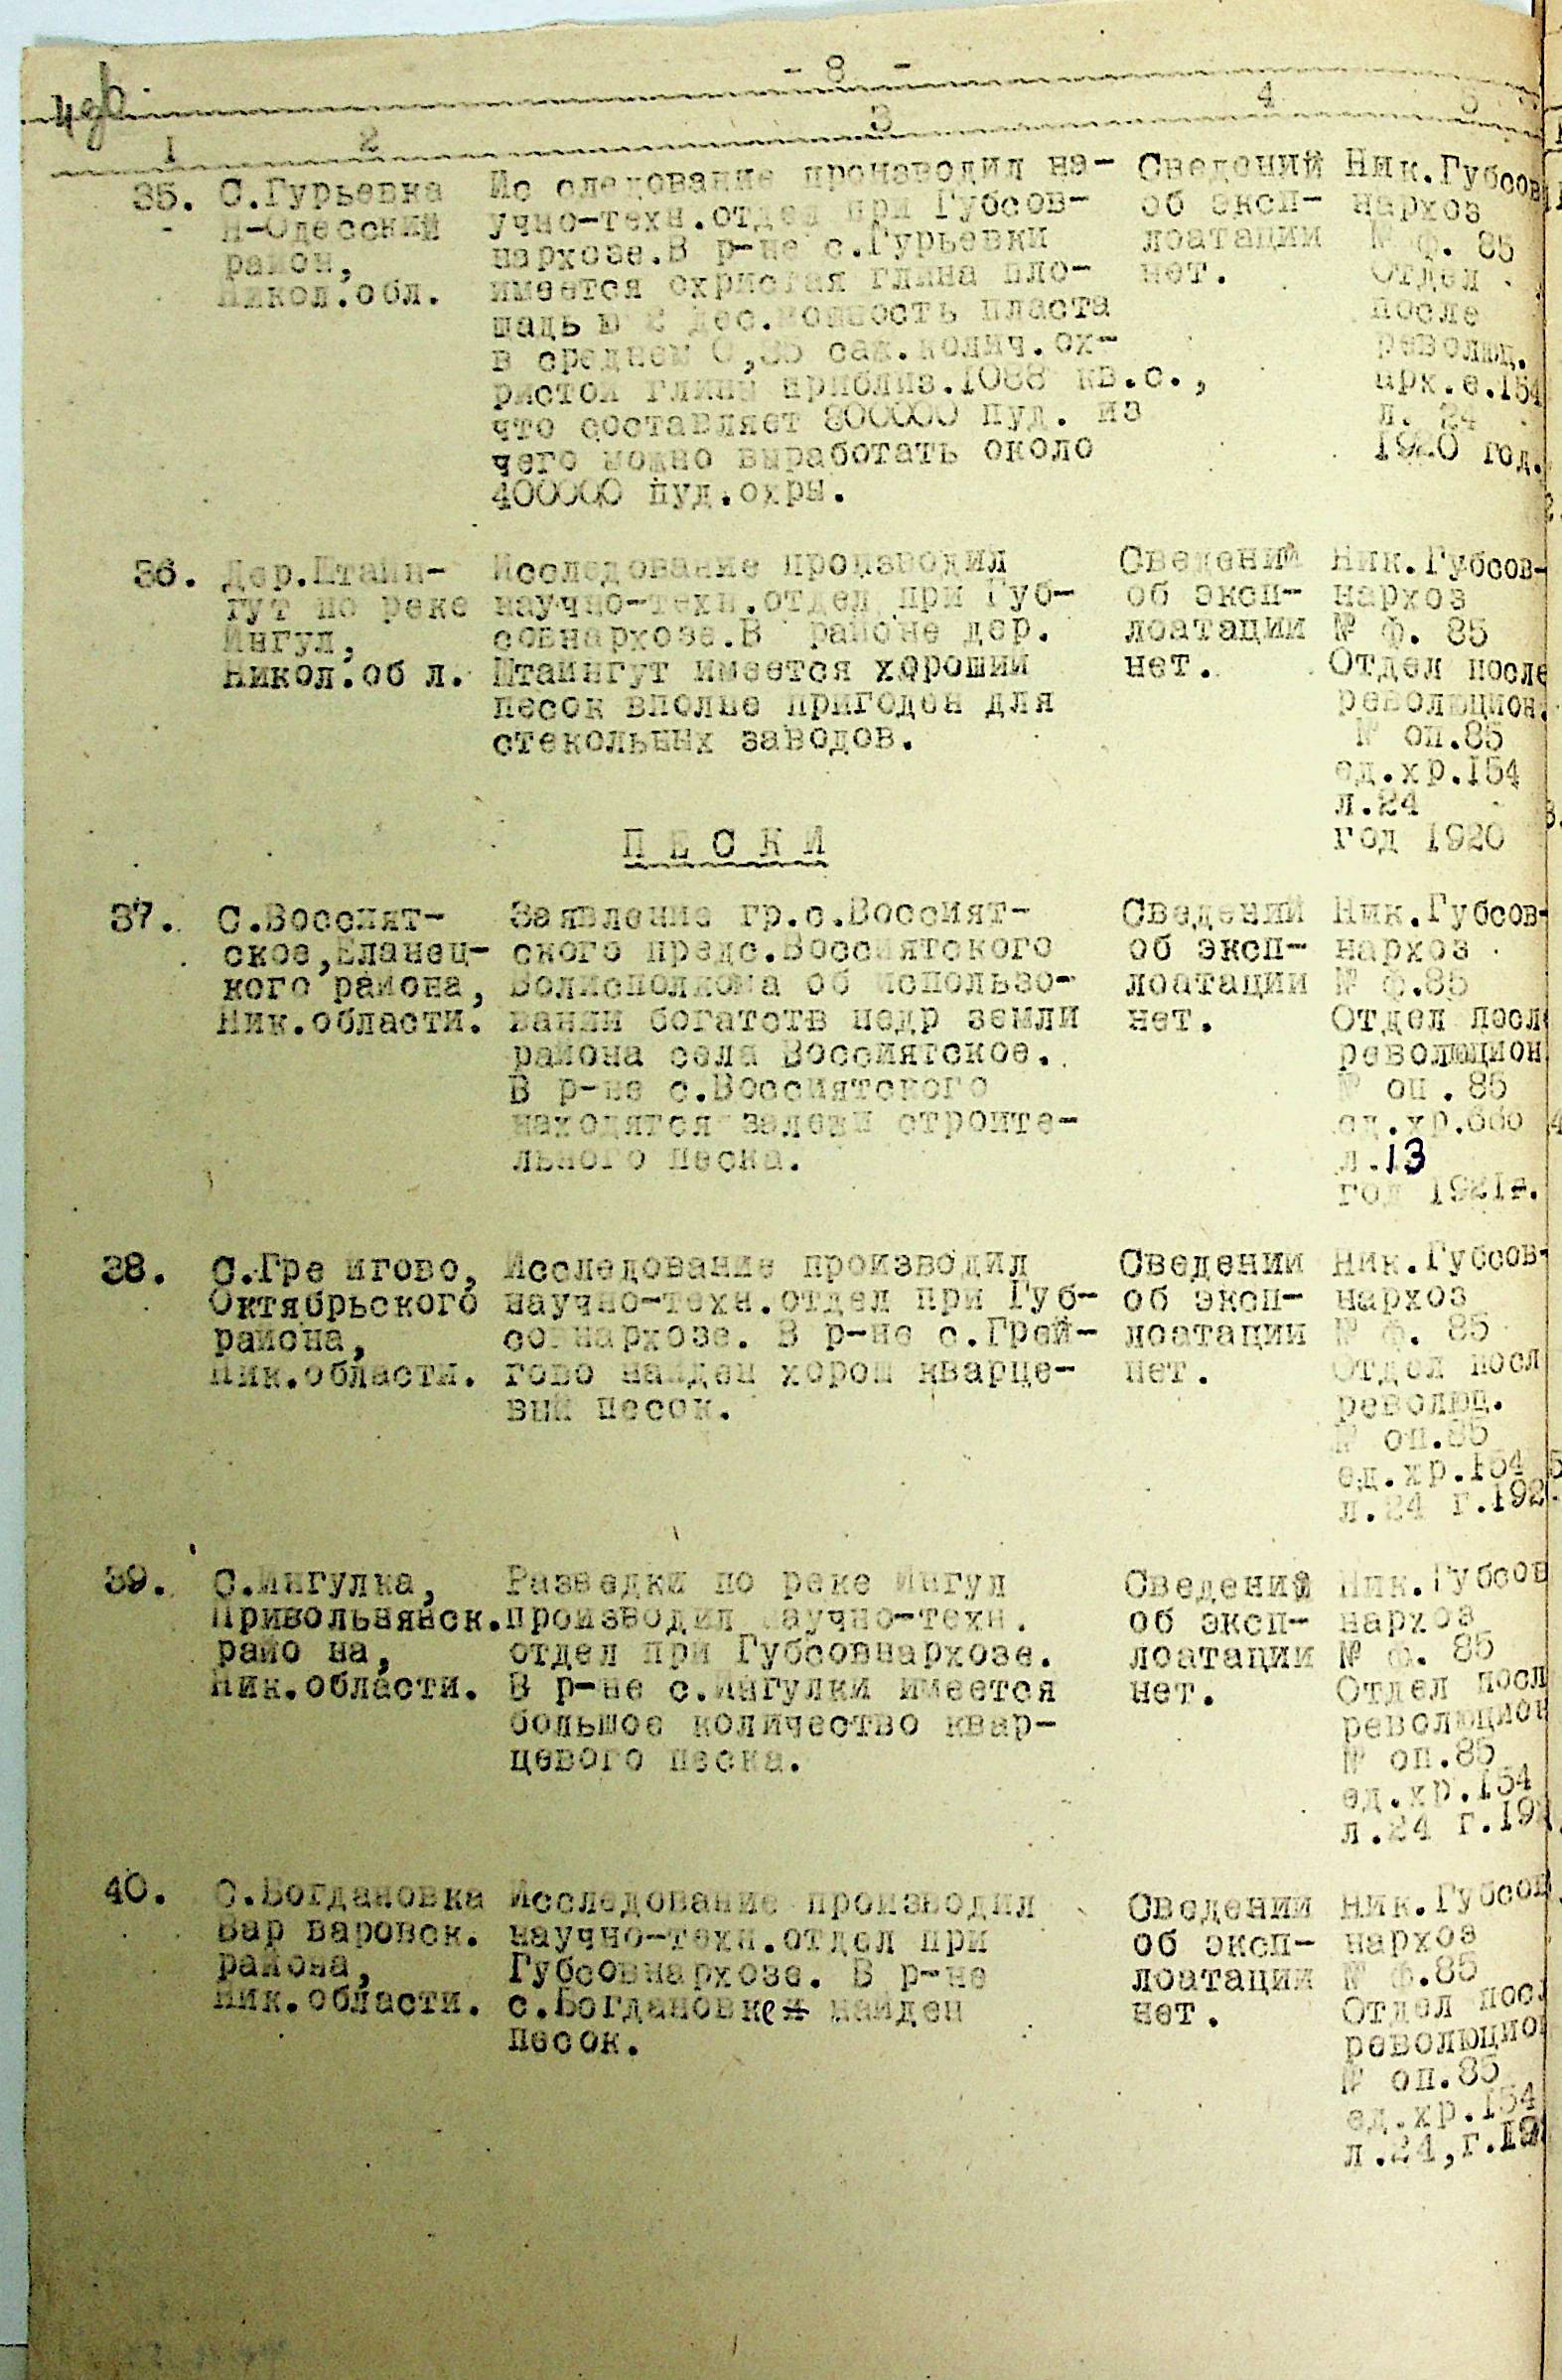 - 8 -
1 2 3 4 5
35. С.Гурьевка
Н-Одесский
район,
Никол.обл.
Ис следование производил на-
учно-техн.отдел при Губсов-
нархозе.В р-не с.Гурьевки
имеется охристая глина пло-
щадь ю 2 дес.мощность пласта
в среднем 0,35 саж.колич.ох-
ристой глины приблиз.1088 кв.с.,
что составляет 800000 пуд. из
чего можно выработать около
400000 пуд.охры.
Сведений
об эксп-
лоатации
нет.
Ник.Губсов
нархоз
№ ф. 85
Отдел
после
революц.
арх.е.154
л. 24
1920 год.
36. Дер.Штайн-
гут по реке
Ингул,
Никол.об л.
Исследование производил
научно-техн.отдел при Губ-
совнархозе.В районе дер.
Штайнгут имеется хороший
песок вполне пригоден для
стекольных заводов.
Сведений
об эксп-
лоатации
нет.
Ник.Губсов-
нархоз
№ ф. 85
Отдел после
революцион.
№ оп.85
ед.хр.154
л.24
год 1920
П Е С К И
37. С.Воссият-
ское,Еланец-
кого района,
Ник.области.
Заявление гр.с.Воссият-
ского предс.Воссиятского
Волисполкома об использо-
вании богатств недр земли
района села Воссиятское.
В р-не с.Воссиятского
находятся залежи строите-
льного песка.
Сведений
об эксп-
лоатации
нет.
Ник.Губсов-
нархоз
№ ф.85
Отдел посл
революцион
№ оп . 85
ед.хр.
л.13
год 1921г.
38. С.Гре игово,
Октябрьского
района,
Ник.области.
Исследование производил
научно-техн.отдел при Губ-
совнархозе. В р-не с.Грей-
гово найден хорош кварце-
вый песок.
Сведении
об эксп-
лоатации
нет.
Ник.Губсов-
нархоз
№ ф. 85
Отдел посл
революц.
№ оп.85
ед.хр.154
л.24 г.192
39. С.Ингулка,
Привольнянск.
райо на,
Ник.области.
Разведки по реке Ингул
производил научно-техн.
отдел при Губсовнархозе.
В р-не с.Ингулки имеется
большое количество квар-
цевого песка.
Сведений
об эксп-
лоатации
нет.
Ник.Губсов
нархоз
№ ф. 85
Отдел посл
революцион
№ оп.85
ед.хр.154
л.24 г.192
40. С.Богдановка
Вар варовск.
района,
Ник.области.
Исследование производил
научно-техн.отдел при
Губсовнархозе. В р-не
с.Богдановке найден
песок.
Сведении
об эксп-
лоатации
нет.
Ник.Губсов
нархоз
№ ф.85
Отдел посл
революцион
№ оп.85
ед.хр.154
л.24,г.19